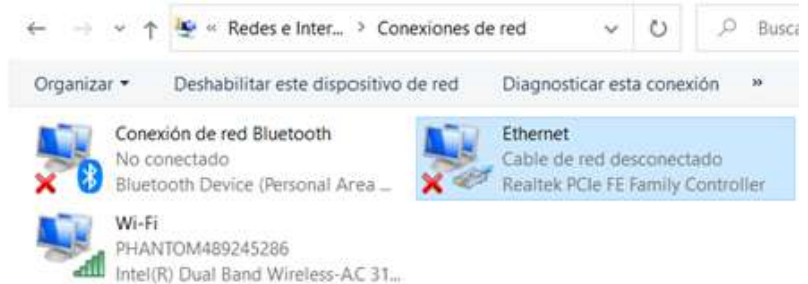 « Redes e Inter... > Conexiones de red
Busca
Organizar Deshabilitar este dispositivo de red Diagnosticar esta conexión »
Conexión de red Bluetooth
No conectado
Bluetooth Device (Personal Area ...
Ethernet
Cable de red desconectado
Realtek PCIe FE Family Controller
Wi-Fi
PHANTOM489245286
Intel(R) Dual Band Wireless-AC 31...